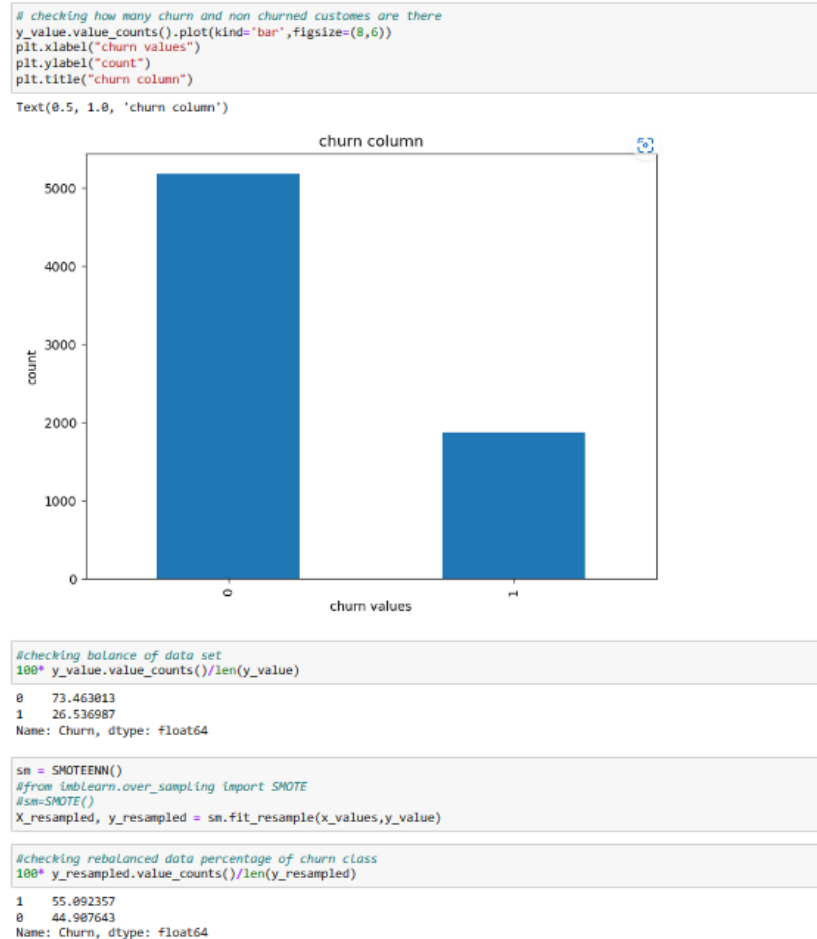 # checking how many churn and non churned customes are there
y_value.value_counts().plot(kind='bar',figsize=(8,6))
plt.xlabel("churn values")
plt.ylabel("count")
plt.title("churn column")
Text(0.5, 1.0, 'churn column')
churn column
5000
4000
3000
2000
1000
0
count
0
1
churn values
#checking balance of data set
100* y_value.value_counts()/len(y_value)
0    73.463013
1    26.536987
Name: Churn, dtype: float64
sm = SMOTEENN()
#from imblearn.over_sampling import SMOTE
#sm=SMOTE()
X_resampled, y_resampled = sm.fit_resample(x_values,y_value)
#checking rebalanced data percentage of churn class
100* y_resampled.value_counts()/len(y_resampled)
1    55.092357
0    44.907643
Name: Churn, dtype: float64